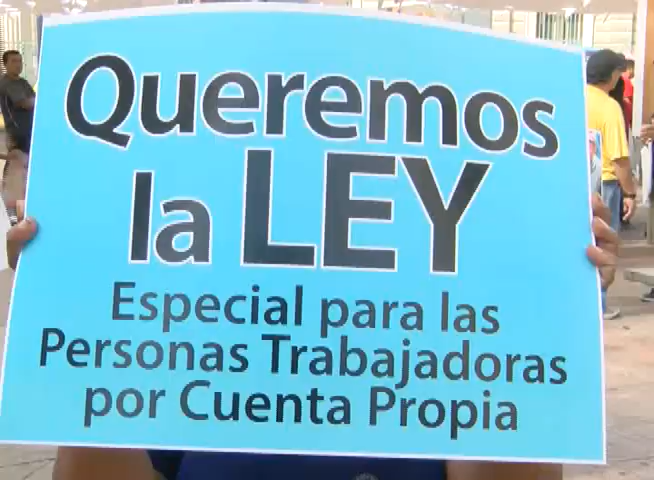 Queremos
la LEY
Especial para las
Personas Trabajadoras
por Cuenta Propia